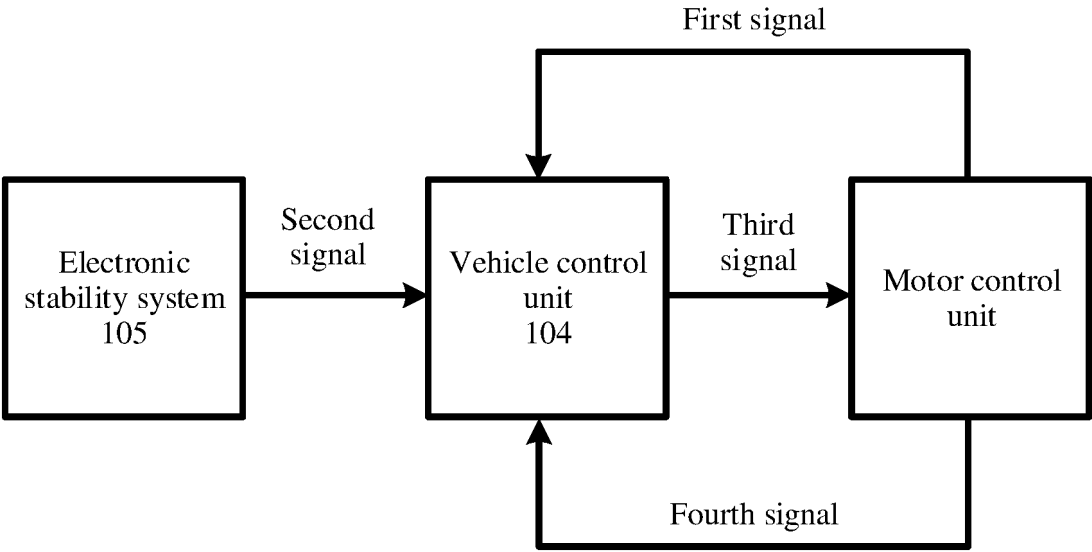 First signal
Electronic
stability system
105
Second
signal
Vehicle control
unit
104
Third
signal
Motor control
unit
Fourth signal